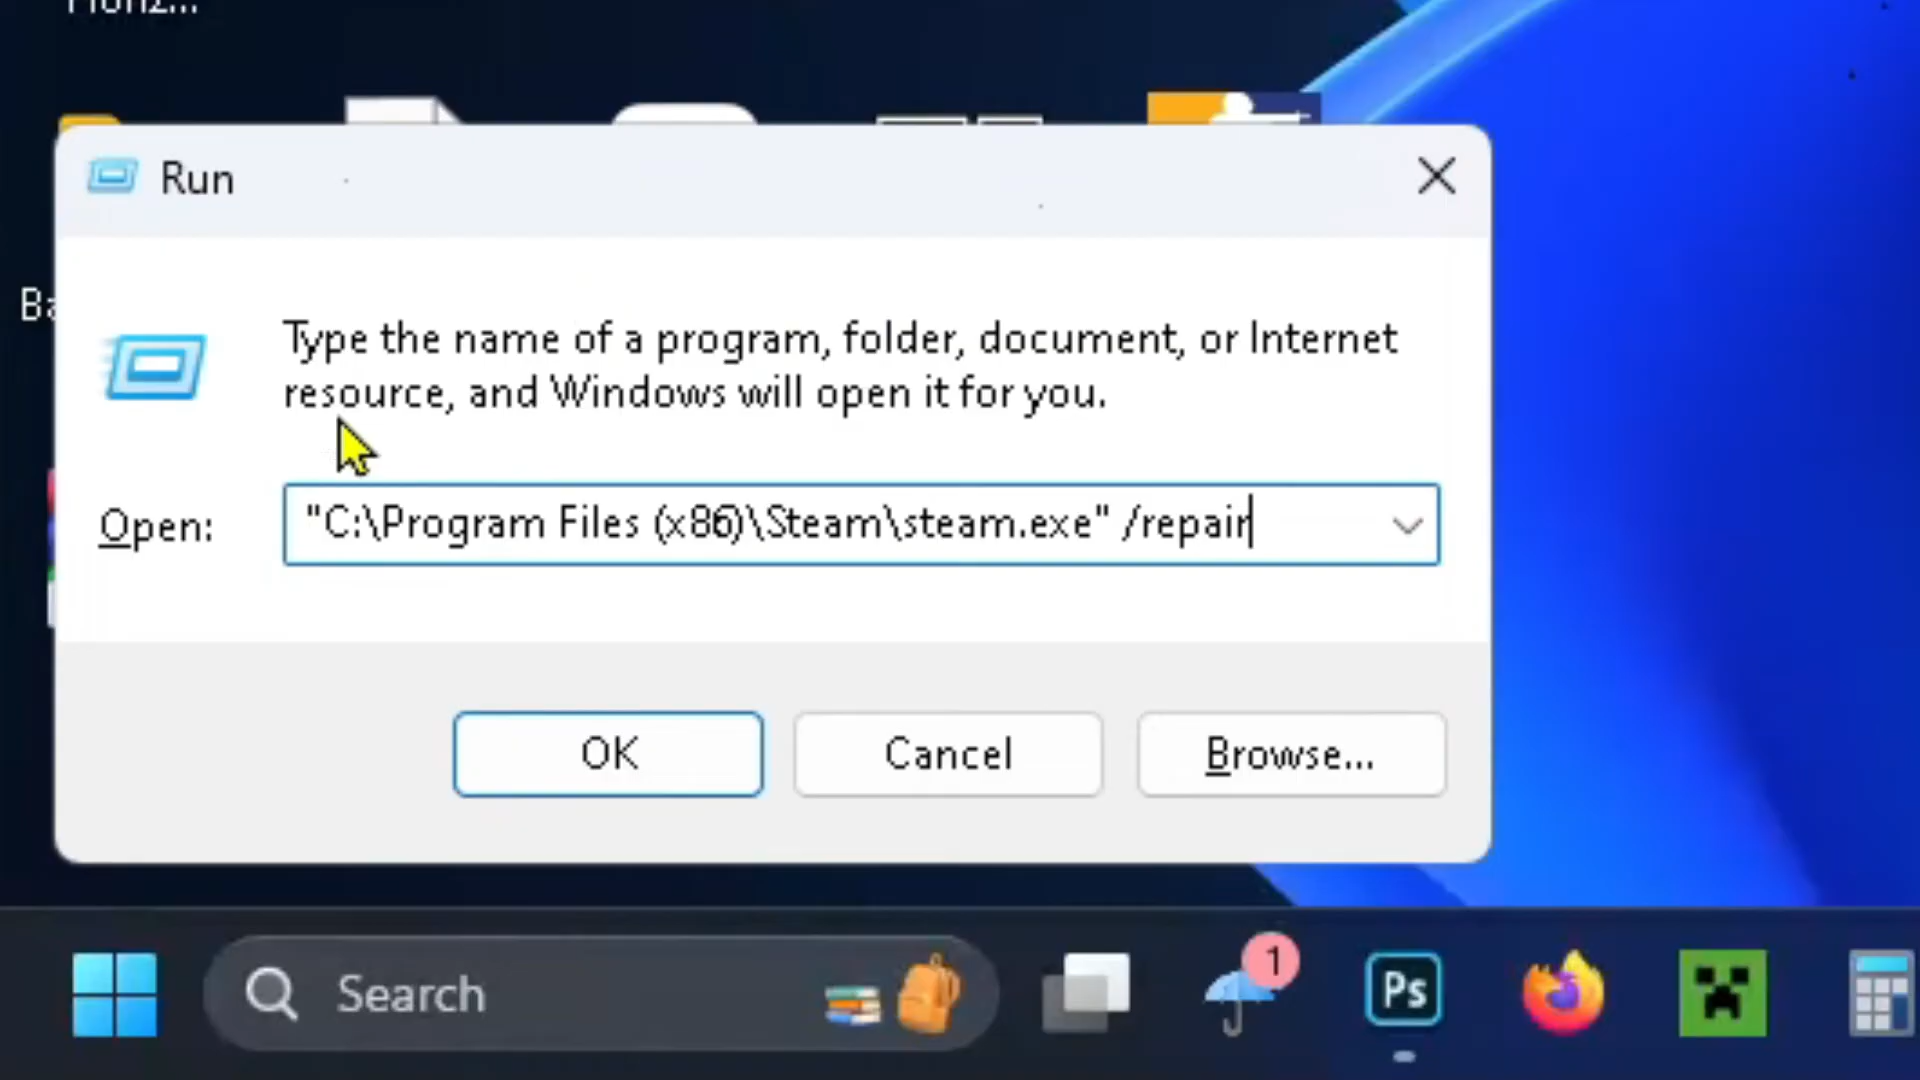 Run
Type the name of a program, folder, document, or Internet
resource, and Windows will open it for you.
Open:
"C:\Program Files (x86)\Steam\steam.exe" /repair
OK
Cancel
Browse...
Search
1
Ps